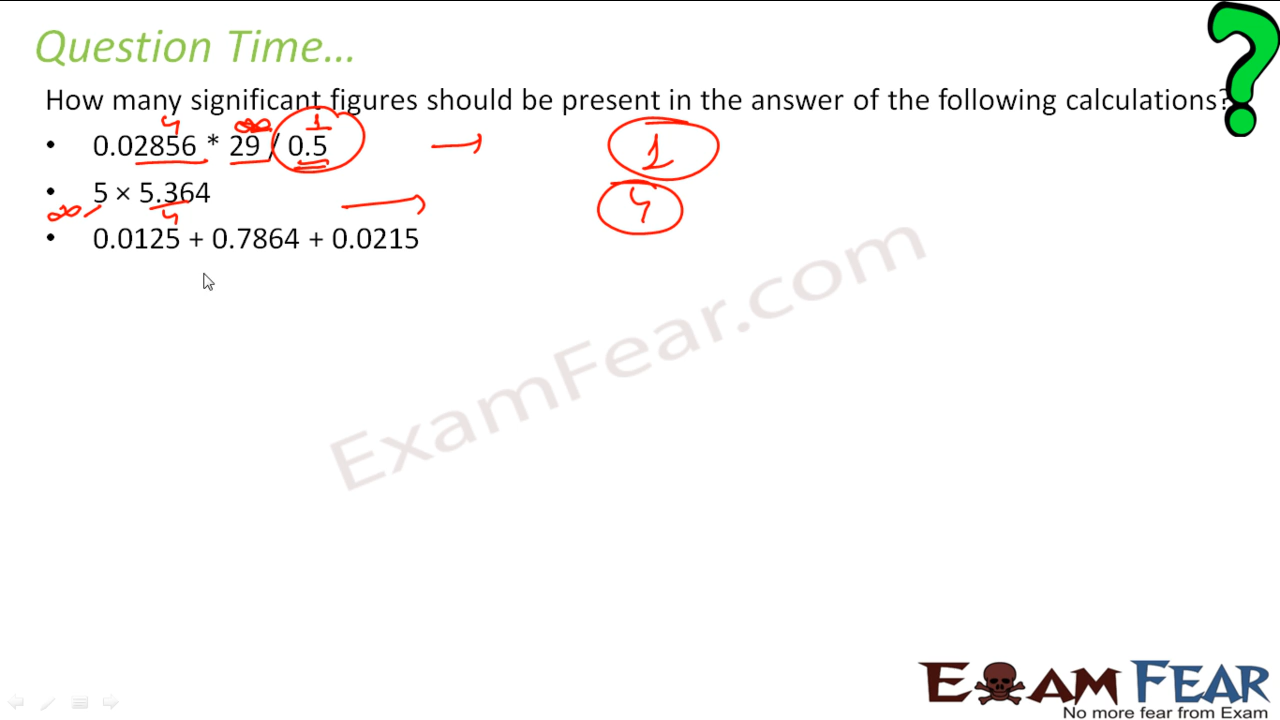 Question Time...
How many significant figures should be present in the answer of the following calculations?
4 ∞ 1
• 0.02856 * 29 / 0.5 → 1
• 5 × 5.364 → 4
∞ 4
• 0.0125 + 0.7864 + 0.0215
ExamFear.com
EXAM FEAR
No more fear from Exam